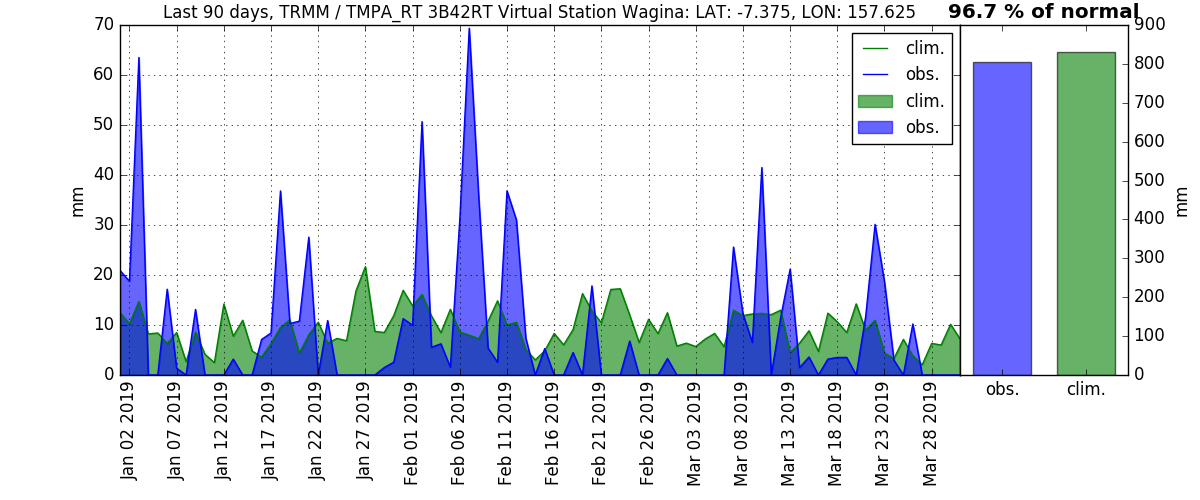 Last 90 days, TRMM / TMPA_RT 3B42RT Virtual Station Wagina: LAT: -7.375, LON: 157.625
96.7 % of normal
mm
70
60
50
40
30
20
10
0
clim.
obs.
clim.
obs.
Jan 02 2019
Jan 07 2019
Jan 12 2019
Jan 17 2019
Jan 22 2019
Jan 27 2019
Feb 01 2019
Feb 06 2019
Feb 11 2019
Feb 16 2019
Feb 21 2019
Feb 26 2019
Mar 03 2019
Mar 08 2019
Mar 13 2019
Mar 18 2019
Mar 23 2019
Mar 28 2019
900
800
700
600
500
400
300
200
100
0
mm
obs.
clim.